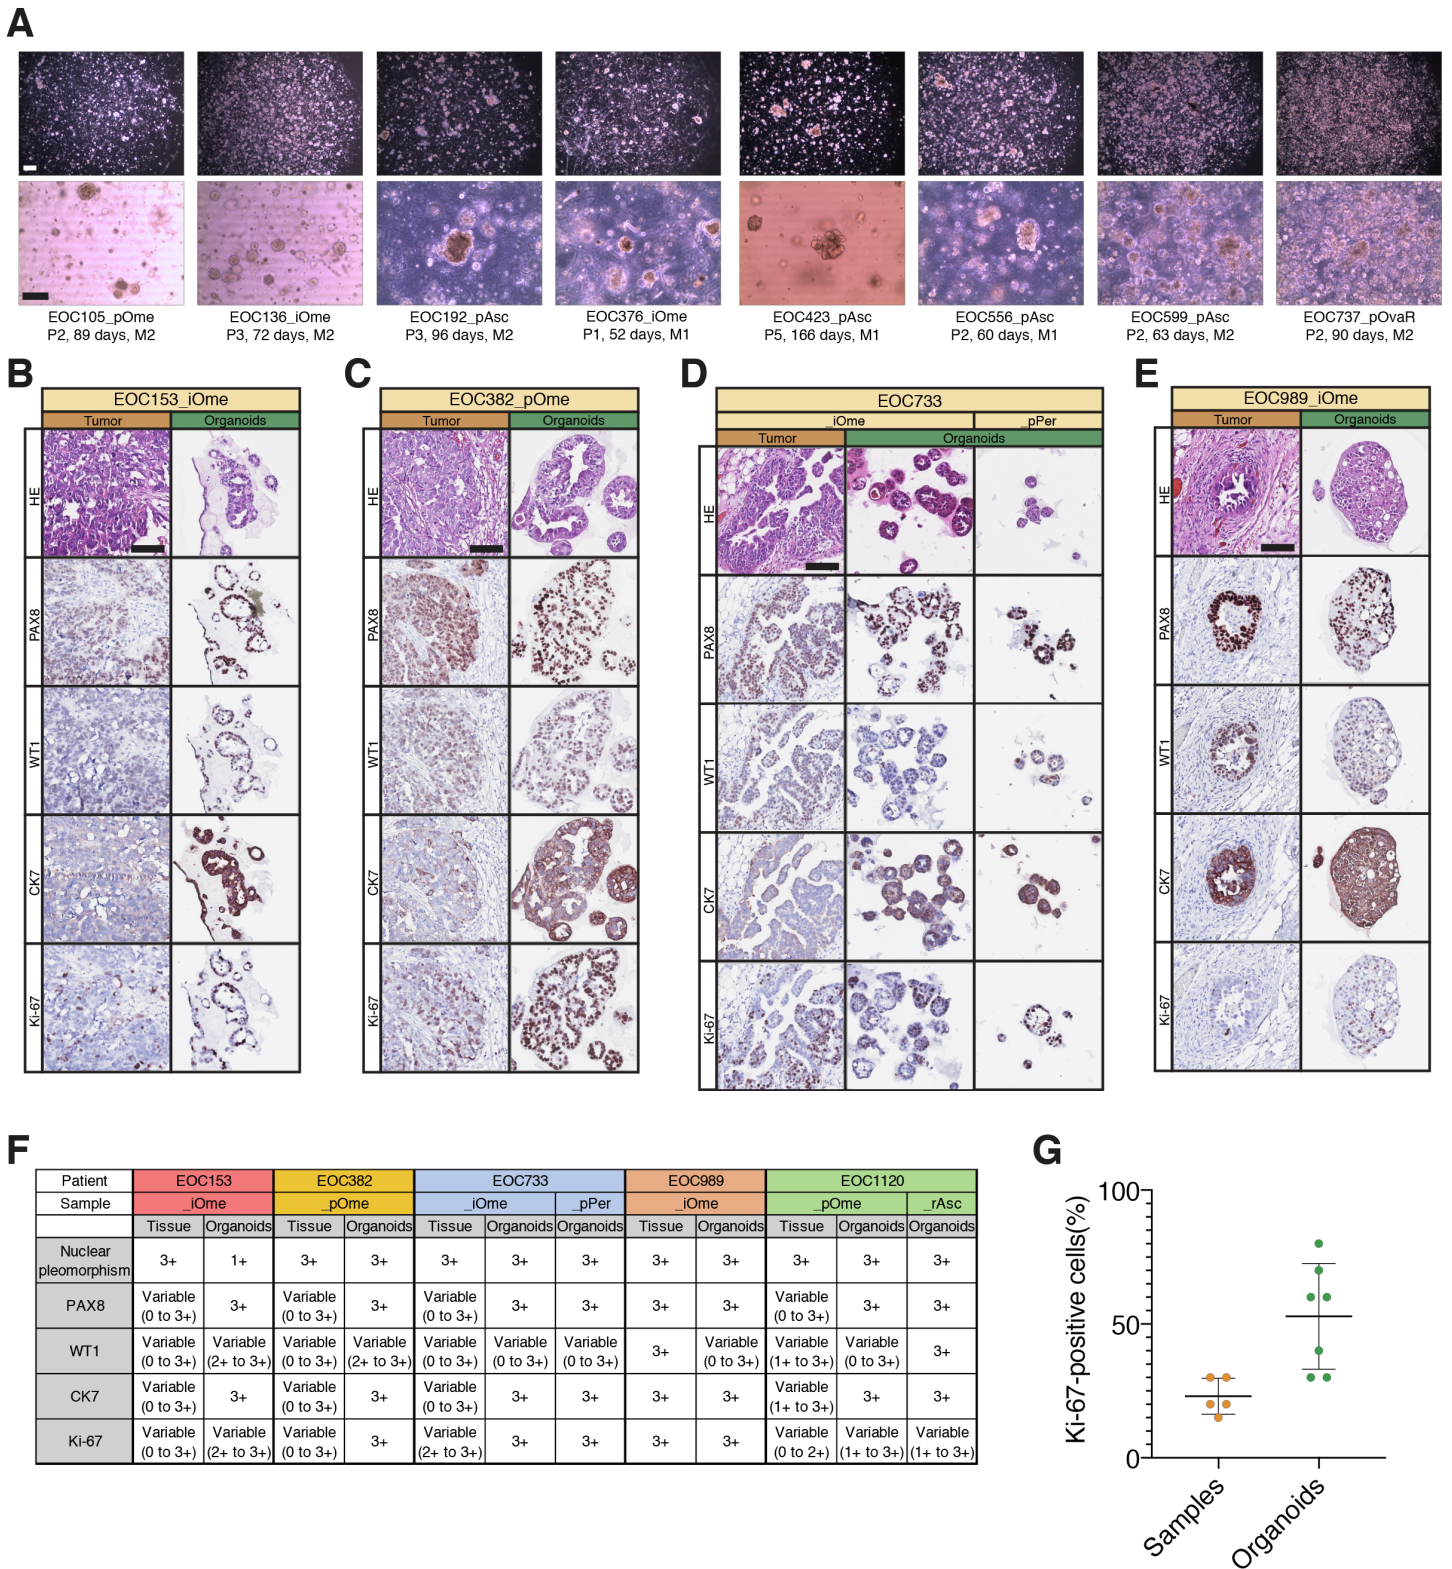 A
EOC105_pOme
P2, 89 days, M2
EOC136_iOme
P3, 72 days, M2
EOC192_pAsc
P3, 96 days, M2
EOC376_iOme
P1, 52 days, M1
EOC423_pAsc
P5, 166 days, M1
EOC556_pAsc
P2, 60 days, M1
EOC599_pAsc
P2, 63 days, M2
EOC737_pOvaR
P2, 90 days, M2
B
EOC153_iOme
Tumor Organoids
HE
PAX8
WT1
CK7
Ki-67
C
EOC382_pOme
Tumor Organoids
HE
PAX8
WT1
CK7
Ki-67
D
EOC733
_iOme _pPer
Tumor Organoids
HE
PAX8
WT1
CK7
Ki-67
E
EOC989_iOme
Tumor Organoids
HE
PAX8
WT1
CK7
Ki-67
F
Patient EOC153 EOC382 EOC733 EOC989 EOC1120
Sample _iOme _pOme _iOme _pPer _iOme _pOme _rAsc
Tissue Organoids Tissue Organoids Tissue Organoids Organoids Tissue Organoids Tissue Organoids Organoids
Nuclear
pleomorphism 3+ 1+ 3+ 3+ 3+ 3+ 3+ 3+ 3+ 3+ 3+ 3+
PAX8 Variable 3+ Variable 3+ Variable 3+ 3+ 3+ 3+ Variable 3+ 3+
(0 to 3+) (0 to 3+) (0 to 3+) (0 to 3+)
WT1 Variable Variable Variable Variable Variable Variable Variable 3+ Variable Variable Variable 3+
(0 to 3+) (2+ to 3+) (0 to 3+) (2+ to 3+) (0 to 3+) (0 to 3+) (0 to 3+) (0 to 3+) (1+ to 3+) (0 to 3+)
CK7 Variable 3+ Variable 3+ Variable 3+ 3+ 3+ 3+ Variable 3+ 3+
(0 to 3+) (0 to 3+) (0 to 3+) (1+ to 3+)
Ki-67 Variable Variable Variable 3+ Variable 3+ 3+ 3+ 3+ Variable Variable Variable
(0 to 3+) (2+ to 3+) (0 to 3+) (2+ to 3+) (0 to 2+) (1+ to 3+) (1+ to 3+)
G
Ki-67-positive cells(%)
100
50
0
Samples
Organoids